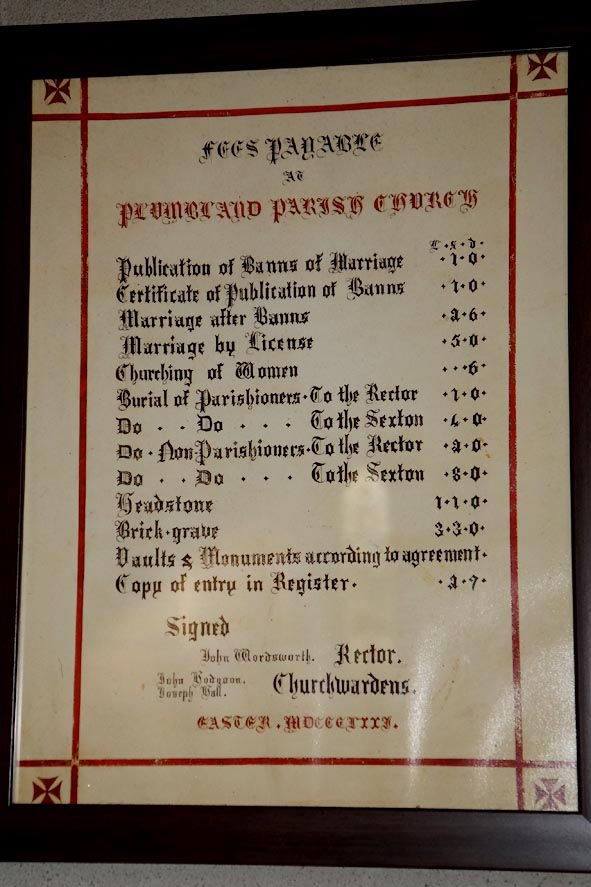 FEES PAYABLE
AT
PLUMBLAND PARISH CHURCH
£ . s . d .
Publication of Banns of Marriage · 1 · 0 ·
Certificate of Publication of Banns · 1 · 0 ·
Marriage after Banns · 2 · 6 ·
Marriage by License · 5 · 0 ·
Churching of Women · · · 6 ·
Burial of Parishioners · To the Rector · 1 · 0 ·
Do · · Do · · · To the Sexton · 4 · 0 ·
Do · Non Parishioners · To the Rector · 2 · 0 ·
Do · · Do · · · To the Sexton · 8 · 0 ·
Headstone 1 · 1 · 0 ·
Brick · grave 3 · 3 · 0 ·
Vaults & Monuments according to agreement ·
Copy of entry in Register · · 2 · 7 ·
Signed
John Wordsworth . Rector .
John Hodgson .
Joseph Wall . Churchwardens .
EASTER . MDCCCLXXI .